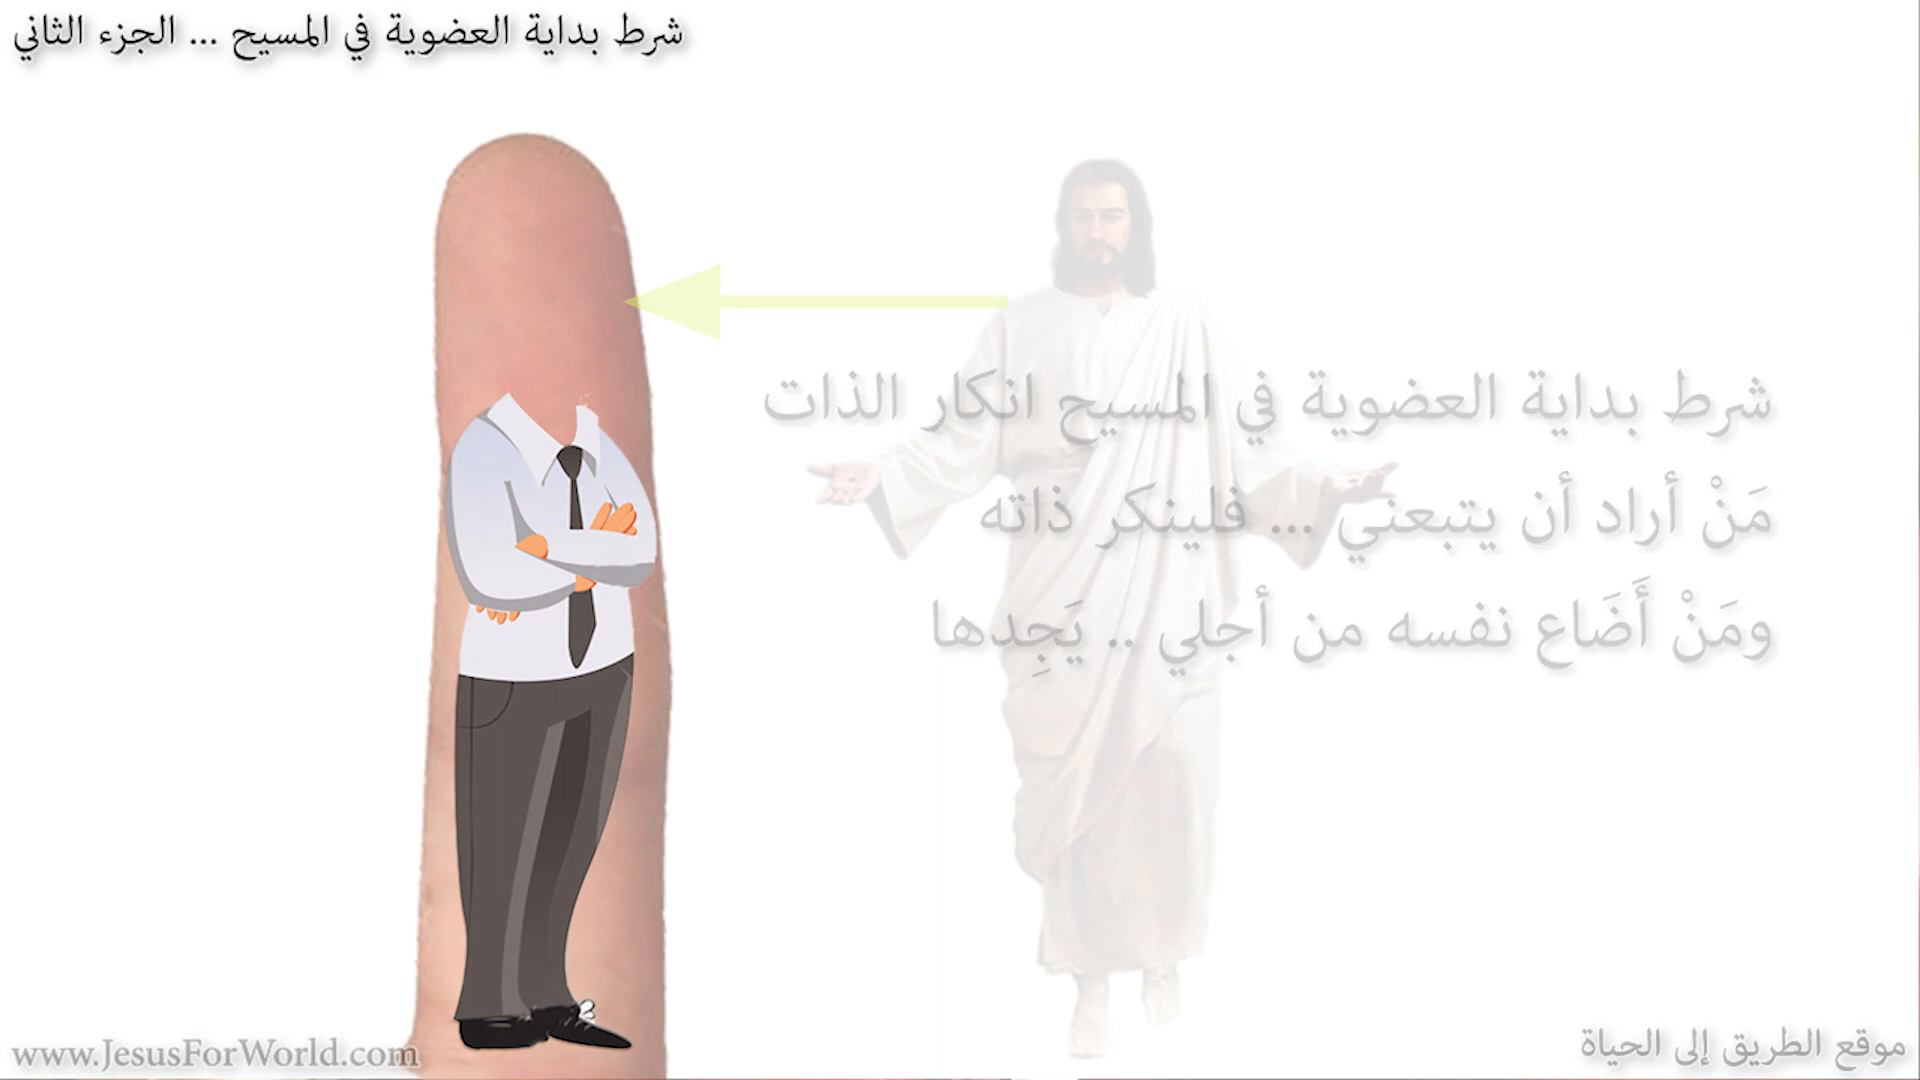 شرط بداية العضوية في المسيح ... الجزء الثاني
شرط بداية العضوية في المسيح انكار الذات
مَنْ أراد أن يتبعني ... فلينكر ذاته
ومَنْ أَضَاع نفسه من أجلي .. يَجِدها
www.JesusForWorld.com
موقع الطريق إلى الحياة